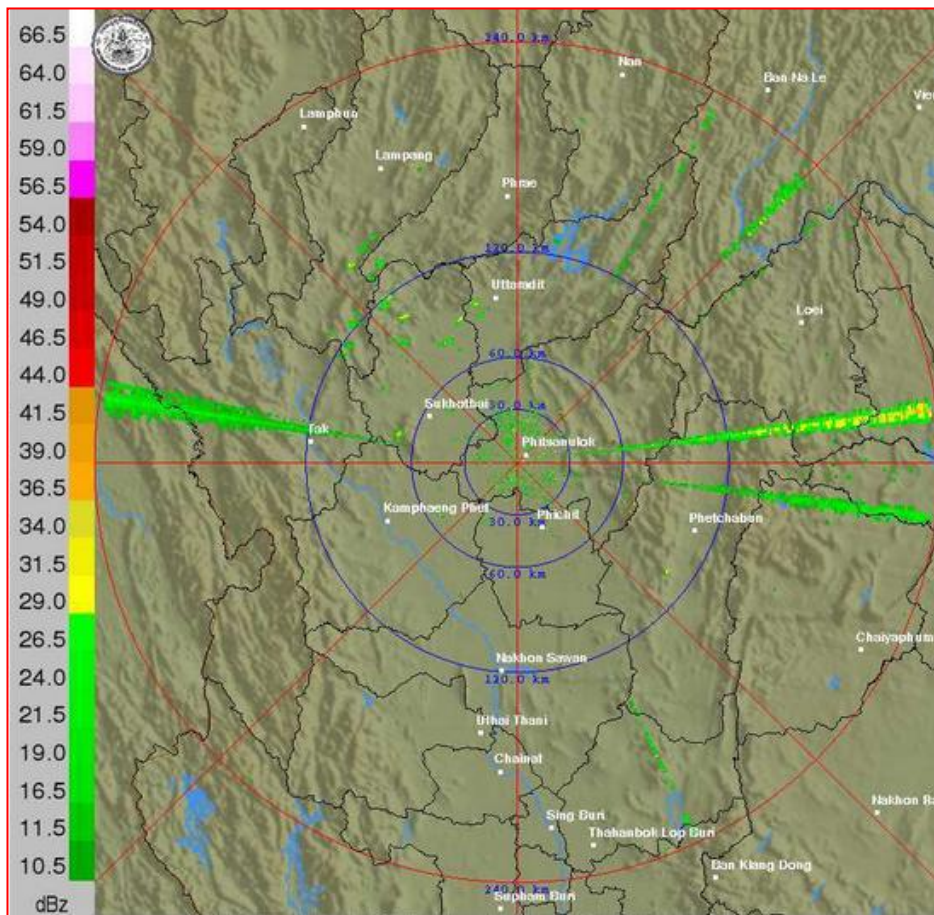 66.5
64.0
61.5
59.0
56.5
54.0
51.5
49.0
46.5
44.0
41.5
39.0
36.5
34.0
31.5
29.0
26.5
24.0
21.5
19.0
16.5
11.5
10.5
dBz
240.0 km
Nan
Ban Na Le
Lamphun
Lampang
Phrae
120.0 km
Uttaradit
Loei
60.0 km
30.0 km
Sukhothai
Tak
Phitsanulok
Kamphaeng Phet
Phichit
30.0 km
Phetchabun
60.0 km
Chaiyaphum
Nakhon Sawan
120.0 km
Uthai Thani
Chainat
Nakhon Ra
Sing Buri
Thahanbok Lop Buri
Ban Klang Dong
240.0 km
Suphan Buri